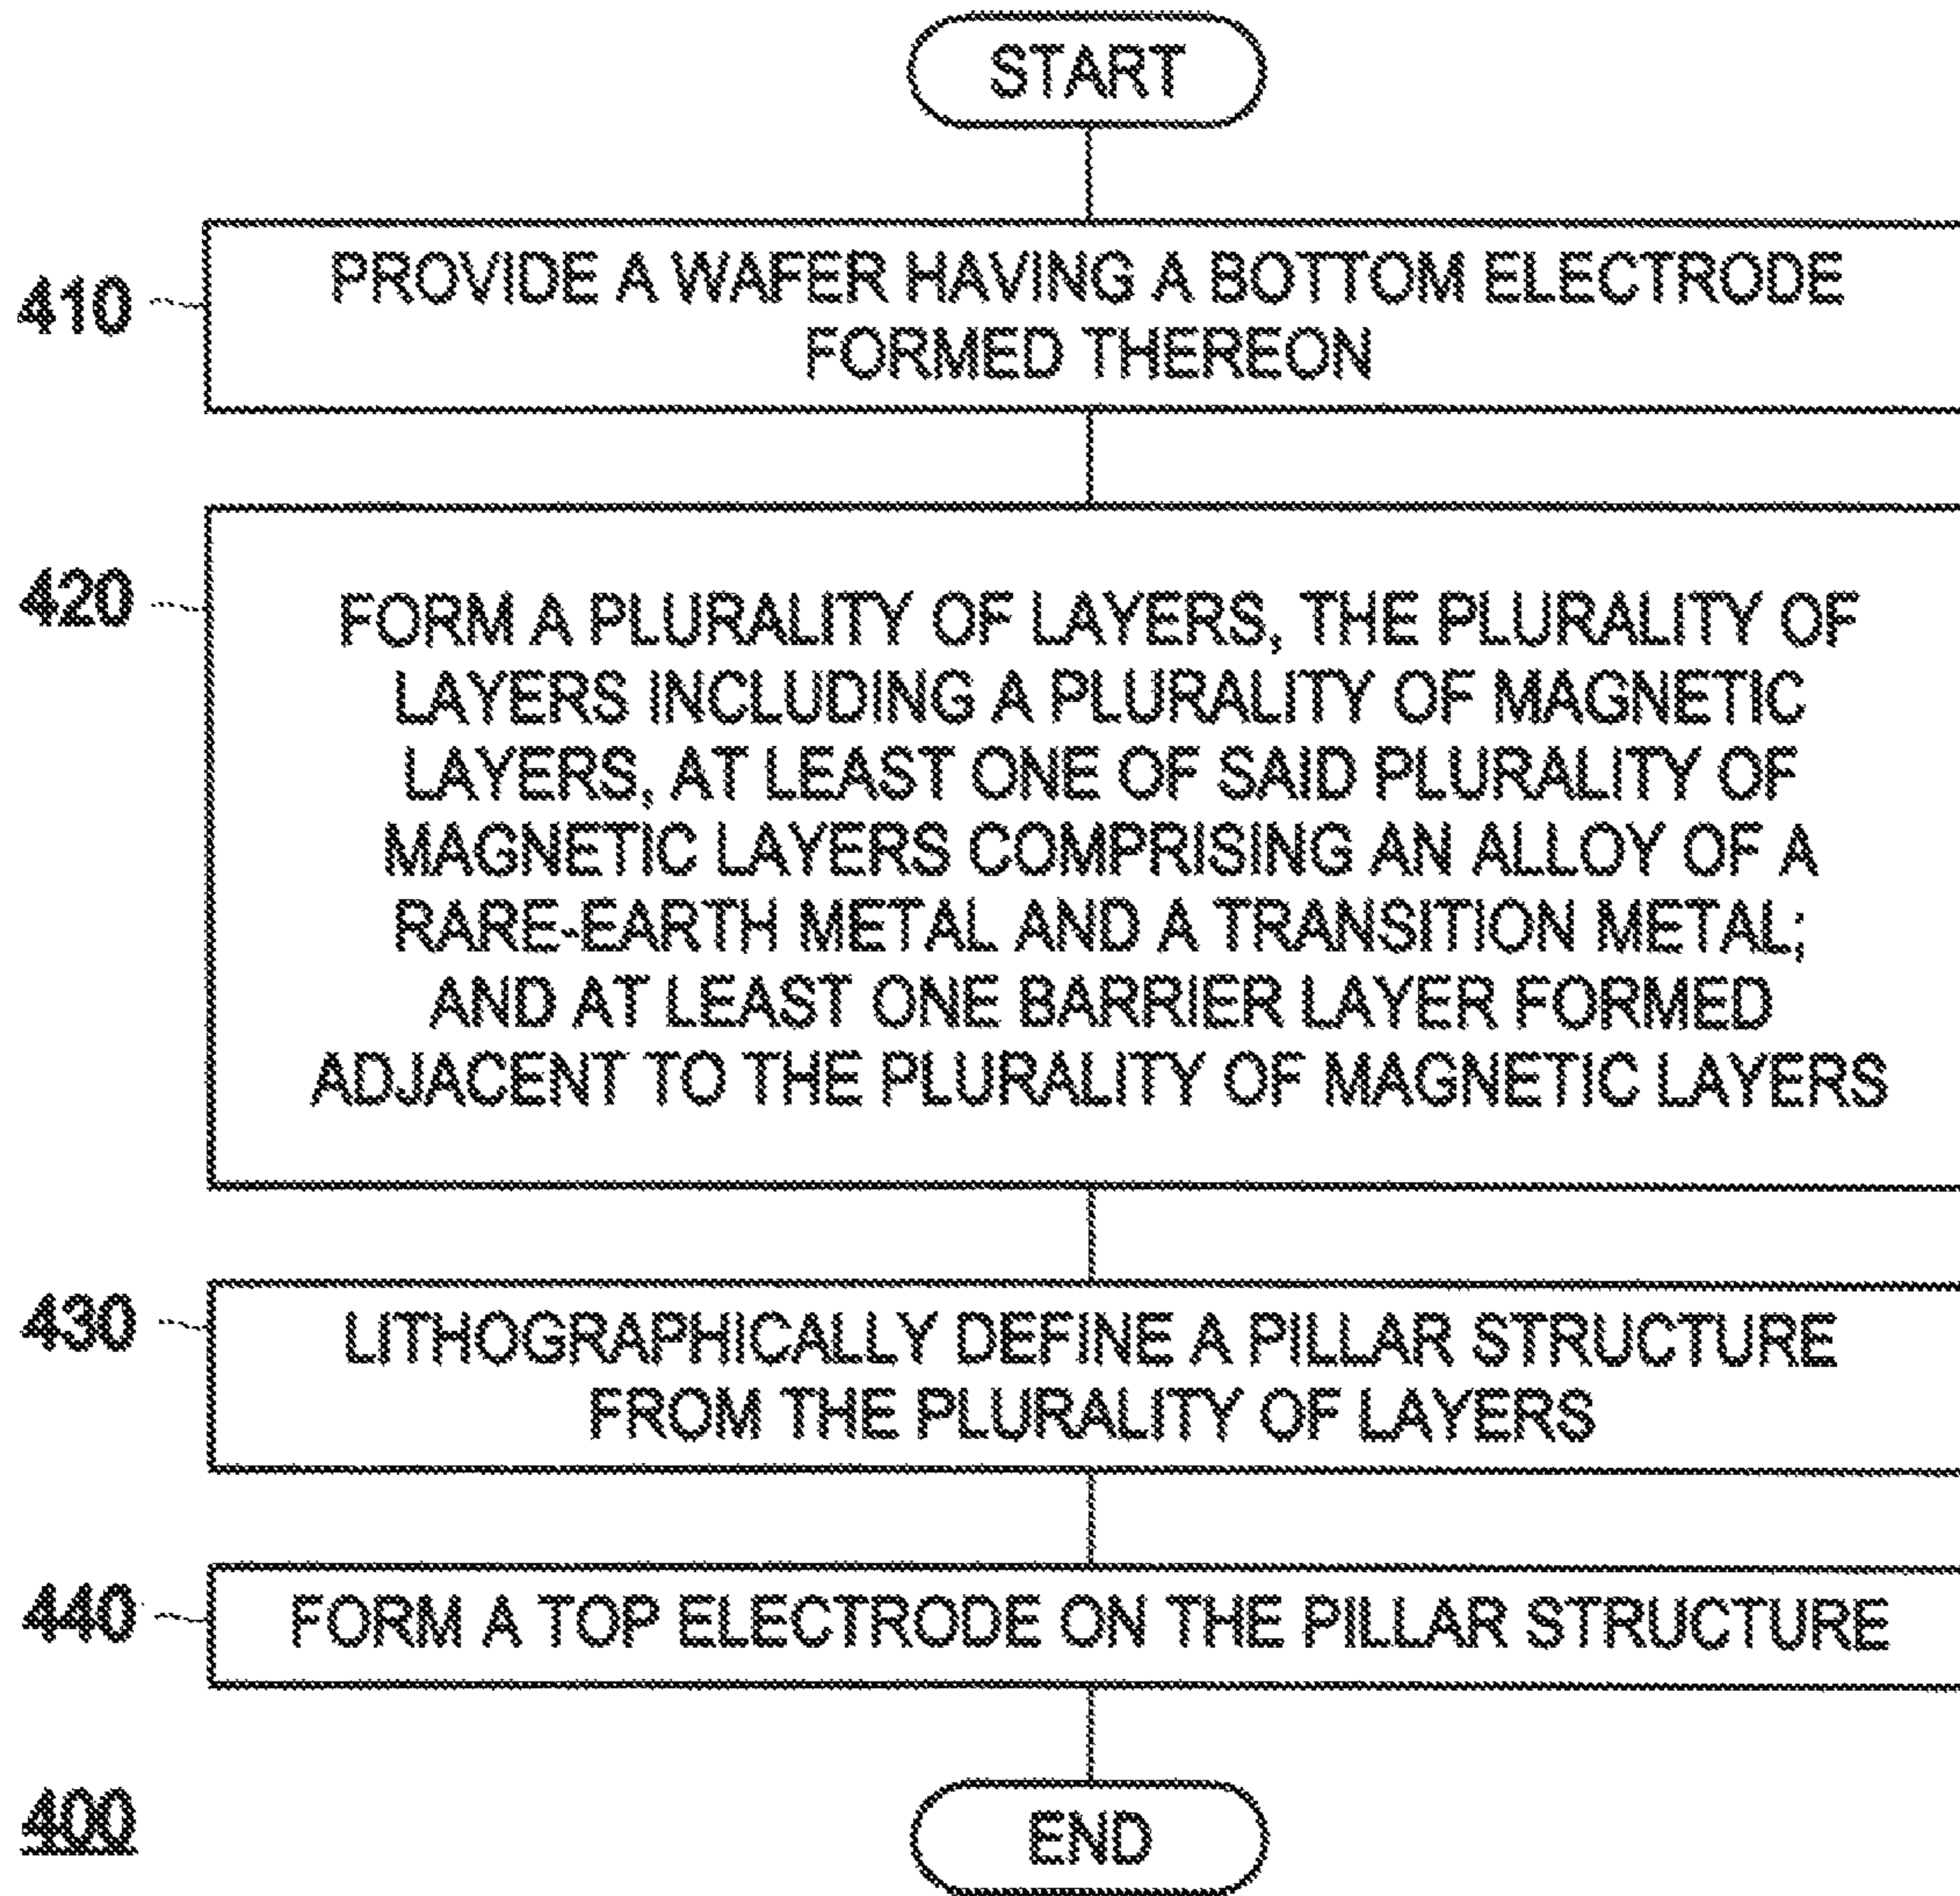 START
410
PROVIDE A WAFER HAVING A BOTTOM ELECTRODE
FORMED THEREON
420
FORM A PLURALITY OF LAYERS, THE PLURALITY OF
LAYERS INCLUDING A PLURALITY OF MAGNETIC
LAYERS, AT LEAST ONE OF SAID PLURALITY OF
MAGNETIC LAYERS COMPRISING AN ALLOY OF A
RARE-EARTH METAL AND A TRANSITION METAL;
AND AT LEAST ONE BARRIER LAYER FORMED
ADJACENT TO THE PLURALITY OF MAGNETIC LAYERS
430
LITHOGRAPHICALLY DEFINE A PILLAR STRUCTURE
FROM THE PLURALITY OF LAYERS
440
FORM A TOP ELECTRODE ON THE PILLAR STRUCTURE
400
END